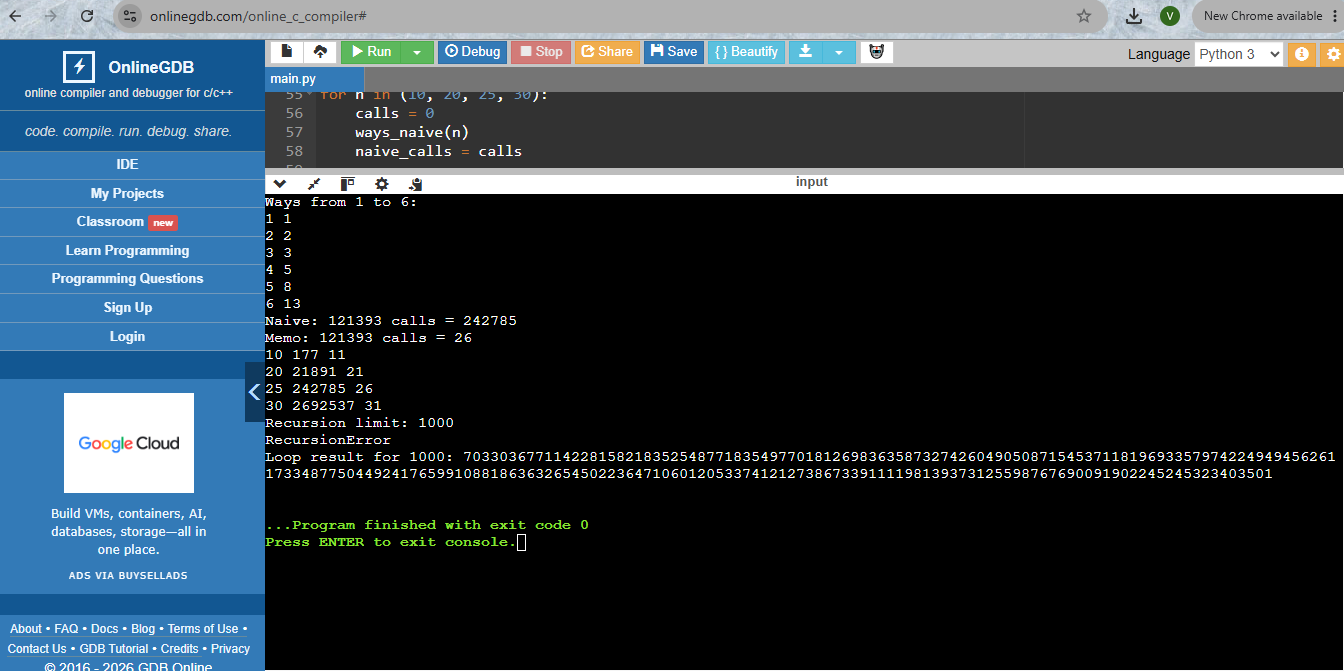 onlinegdb.com/online_c_compiler#
V
New Chrome available
OnlineGDB
online compiler and debugger for c/c++
code. compile. run. debug. share.
IDE
My Projects
Classroom new
Learn Programming
Programming Questions
Sign Up
Login
Google Cloud
Build VMs, containers, AI,
databases, storage—all in
one place.
ADS VIA BUYSELLADS
About • FAQ • Docs • Blog • Terms of Use •
Contact Us • GDB Tutorial • Credits • Privacy
© 2016 - 2026 GDB Online
Run Debug Stop Share Save { } Beautify
Language Python 3
main.py
55 for n in (10, 20, 25, 30):
56 calls = 0
57 ways_naive(n)
58 naive_calls = calls
input
Ways from 1 to 6:
1 1
2 2
3 3
4 5
5 8
6 13
Naive: 121393 calls = 242785
Memo: 121393 calls = 26
10 177 11
20 21891 21
25 242785 26
30 2692537 31
Recursion limit: 1000
RecursionError
Loop result for 1000: 70330367711422815821835254877183549770181269836358732742604905087154537118196933579742249494562611733487750449241765991088186363265450223647106012053374121273867339111198139373125598767690091902245245323403501
...Program finished with exit code 0
Press ENTER to exit console.